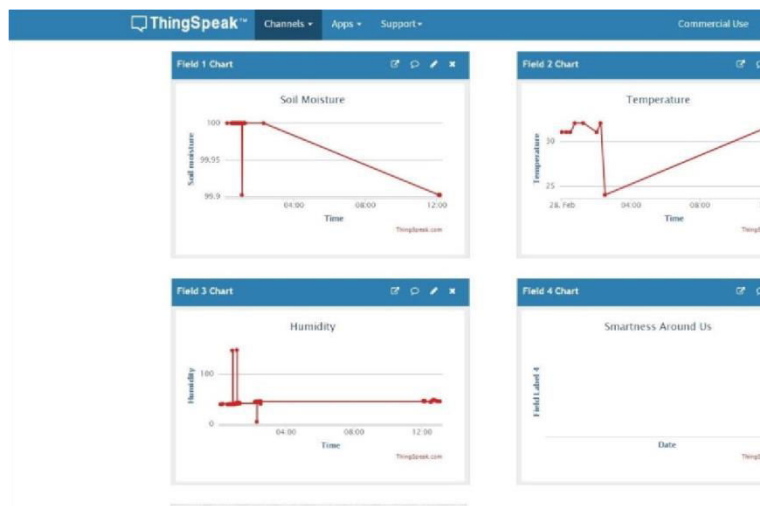 ThingSpeak™ Channels Apps Support Commercial Use
Field 1 Chart
Soil Moisture
Soil moisture
100
99.95
99.9
04:00 08:00 12:00
Time
ThingSpeak.com
Field 2 Chart
Temperature
Temperature
30
25
28. Feb 04:00 08:00
Time
Field 3 Chart
Humidity
Humidity
100
0
04:00 08:00 12:00
Time
ThingSpeak.com
Field 4 Chart
Smartness Around Us
Field Label 4
Date